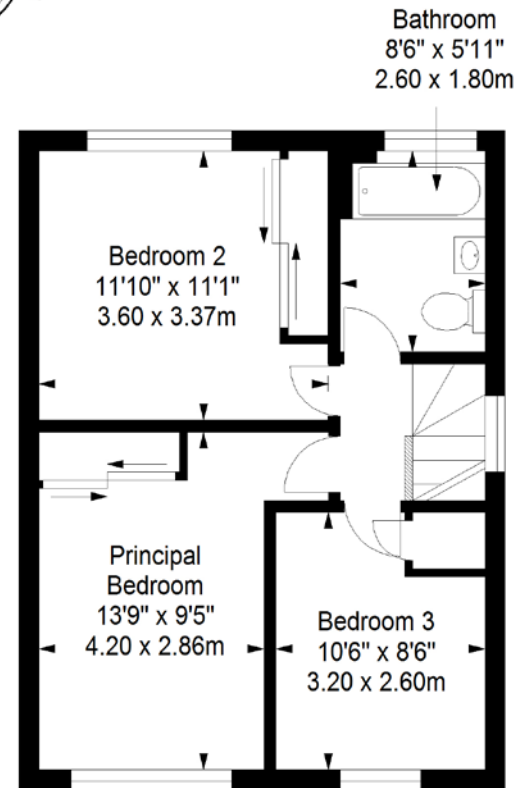 Bathroom
8'6" x 5'11"
2.60 x 1.80m
Bedroom 2
11'10" x 11'1"
3.60 x 3.37m
Principal
Bedroom
13'9" x 9'5"
4.20 x 2.86m
Bedroom 3
10'6" x 8'6"
3.20 x 2.60m